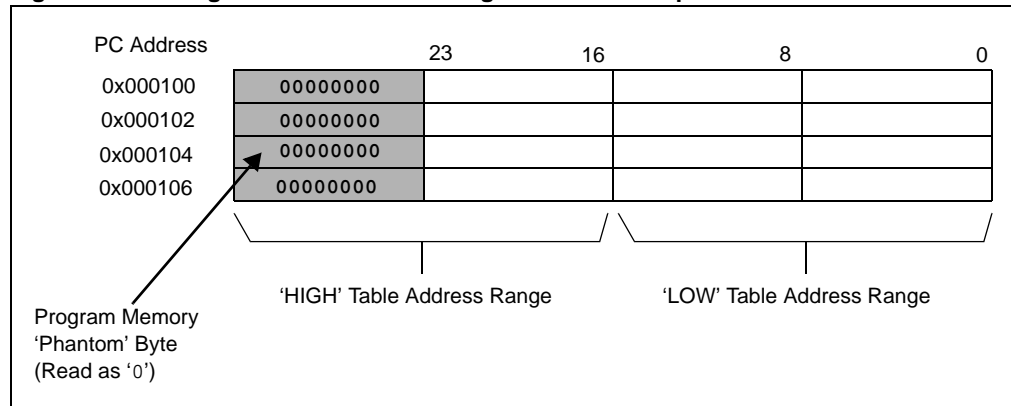 PC Address 23 16 8 0
0x000100 00000000
0x000102 00000000
0x000104 00000000
0x000106 00000000
‘HIGH’ Table Address Range ‘LOW’ Table Address Range
Program Memory
‘Phantom’ Byte
(Read as ‘0’)